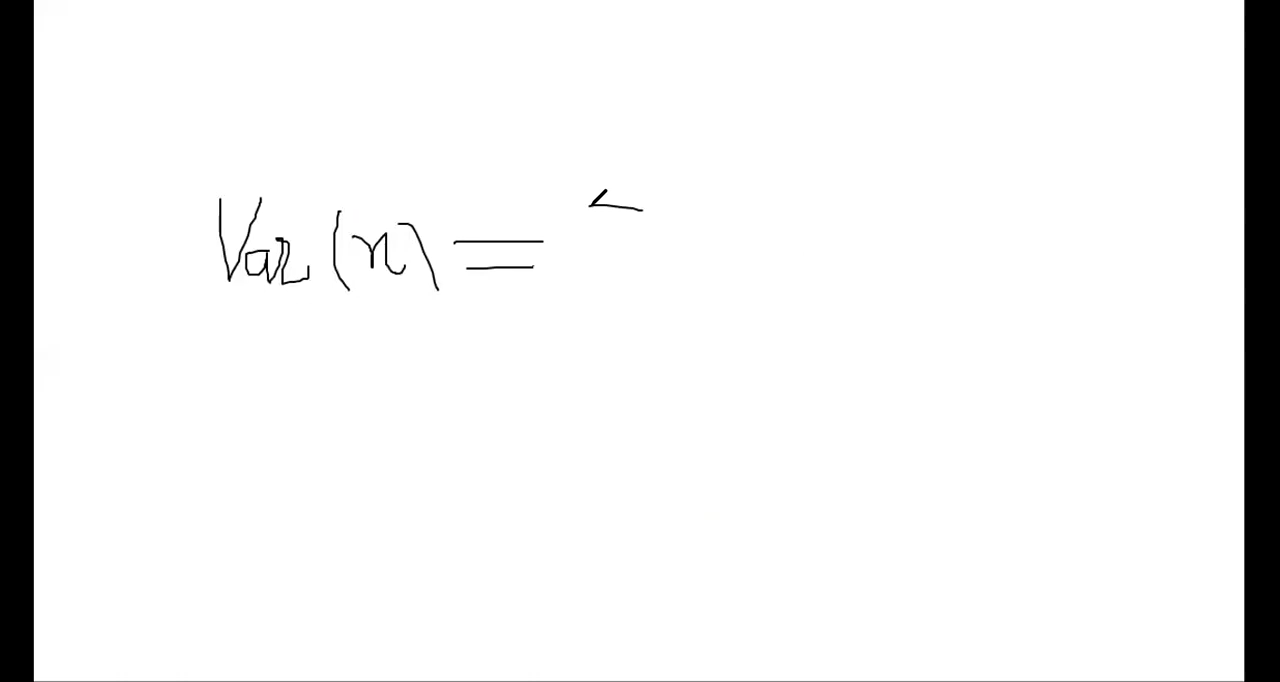 Var(x) =